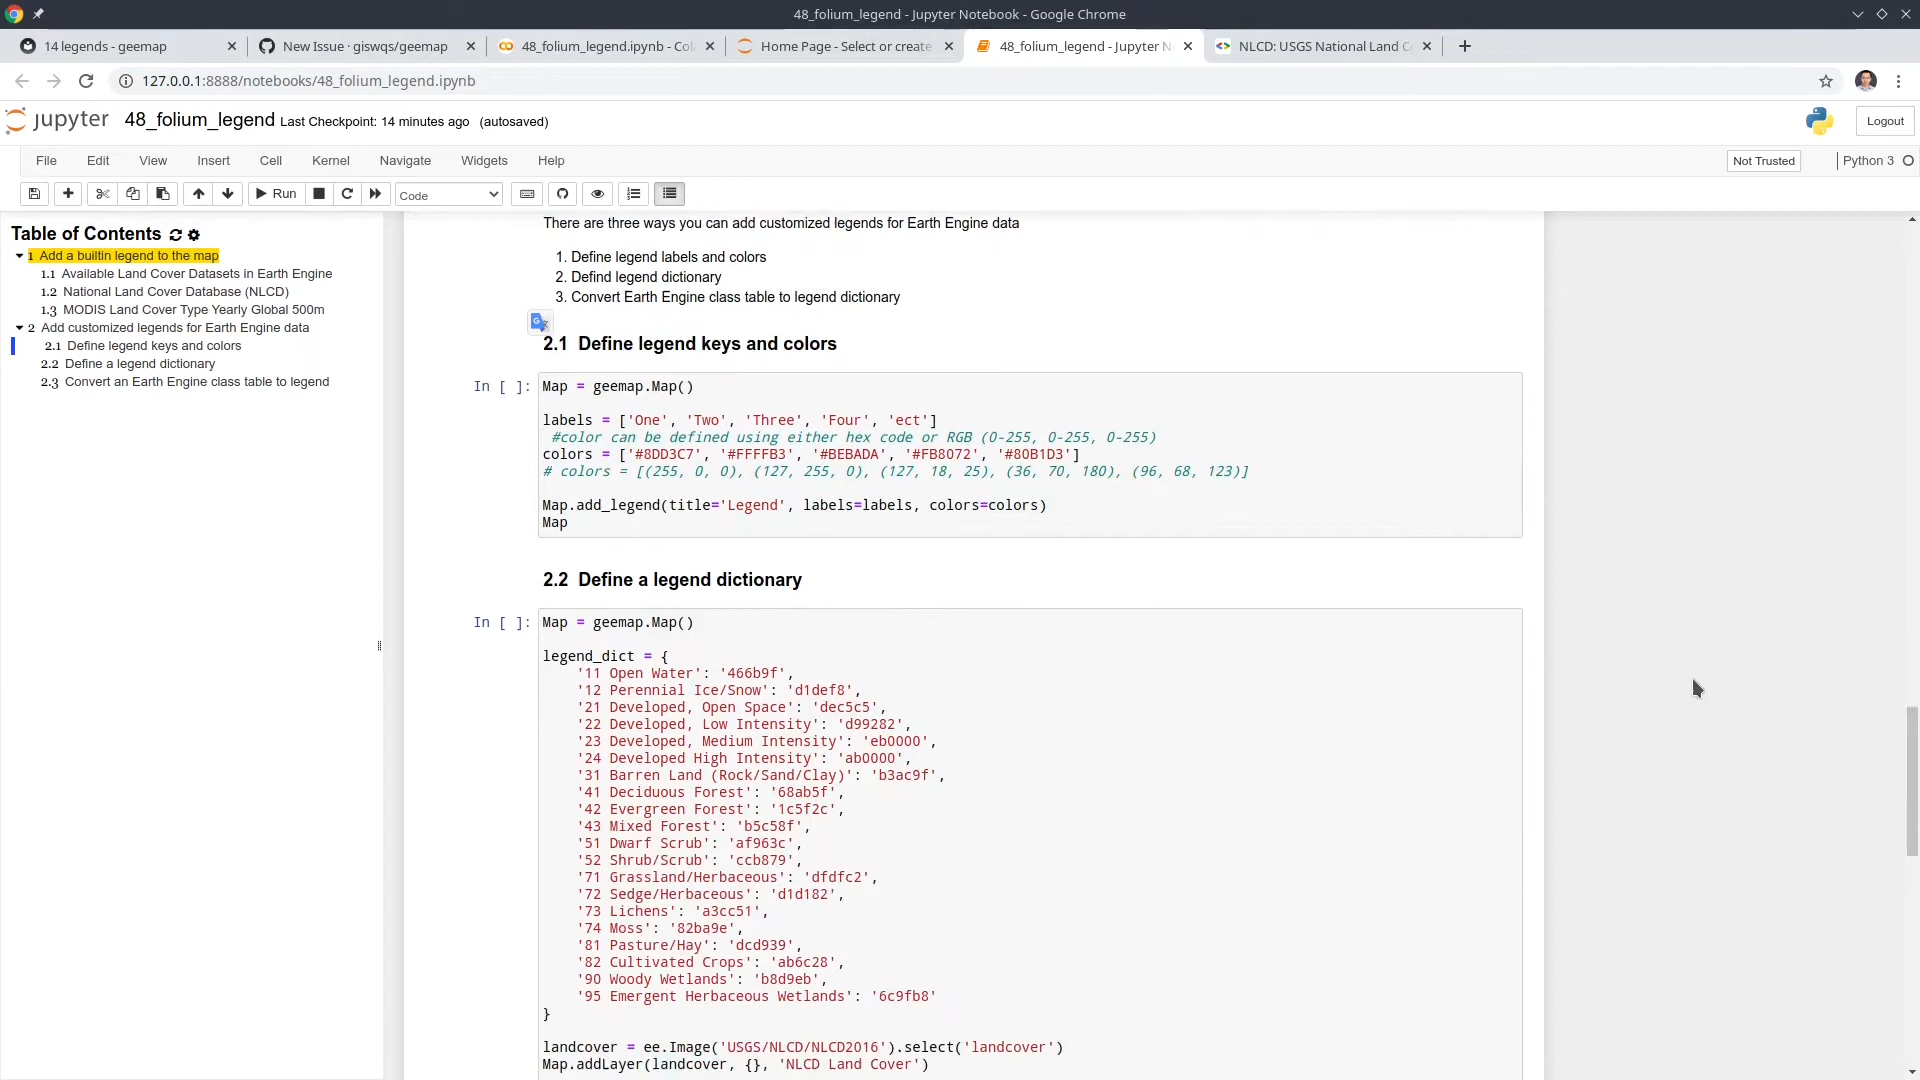 48_folium_legend - Jupyter Notebook - Google Chrome
14 legends - geemap
New Issue · giswqs/geemap
48_folium_legend.ipynb - Col
Home Page - Select or create
48_folium_legend - Jupyter N
NLCD: USGS National Land C
127.0.0.1:8888/notebooks/48_folium_legend.ipynb
jupyter 48_folium_legend Last Checkpoint: 14 minutes ago (autosaved)
Logout
File Edit View Insert Cell Kernel Navigate Widgets Help
Not Trusted
Python 3
Run
Code
Table of Contents
1 Add a builtin legend to the map
1.1 Available Land Cover Datasets in Earth Engine
1.2 National Land Cover Database (NLCD)
1.3 MODIS Land Cover Type Yearly Global 500m
2 Add customized legends for Earth Engine data
2.1 Define legend keys and colors
2.2 Define a legend dictionary
2.3 Convert an Earth Engine class table to legend
There are three ways you can add customized legends for Earth Engine data
1. Define legend labels and colors
2. Defind legend dictionary
3. Convert Earth Engine class table to legend dictionary
G
2.1 Define legend keys and colors
In [ ]: Map = geemap.Map()
labels = ['One', 'Two', 'Three', 'Four', 'ect']
#color can be defined using either hex code or RGB (0-255, 0-255, 0-255)
colors = ['#8DD3C7', '#FFFFB3', '#BEBADA', '#FB8072', '#80B1D3']
# colors = [(255, 0, 0), (127, 255, 0), (127, 18, 25), (36, 70, 180), (96, 68, 123)]
Map.add_legend(title='Legend', labels=labels, colors=colors)
Map
2.2 Define a legend dictionary
In [ ]: Map = geemap.Map()
legend_dict = {
'11 Open Water': '466b9f',
'12 Perennial Ice/Snow': 'd1def8',
'21 Developed, Open Space': 'dec5c5',
'22 Developed, Low Intensity': 'd99282',
'23 Developed, Medium Intensity': 'eb0000',
'24 Developed High Intensity': 'ab0000',
'31 Barren Land (Rock/Sand/Clay)': 'b3ac9f',
'41 Deciduous Forest': '68ab5f',
'42 Evergreen Forest': '1c5f2c',
'43 Mixed Forest': 'b5c58f',
'51 Dwarf Scrub': 'af963c',
'52 Shrub/Scrub': 'ccb879',
'71 Grassland/Herbaceous': 'dfdfc2',
'72 Sedge/Herbaceous': 'd1d182',
'73 Lichens': 'a3cc51',
'74 Moss': '82ba9e',
'81 Pasture/Hay': 'dcd939',
'82 Cultivated Crops': 'ab6c28',
'90 Woody Wetlands': 'b8d9eb',
'95 Emergent Herbaceous Wetlands': '6c9fb8'
}
landcover = ee.Image('USGS/NLCD/NLCD2016').select('landcover')
Map.addLayer(landcover, {}, 'NLCD Land Cover')